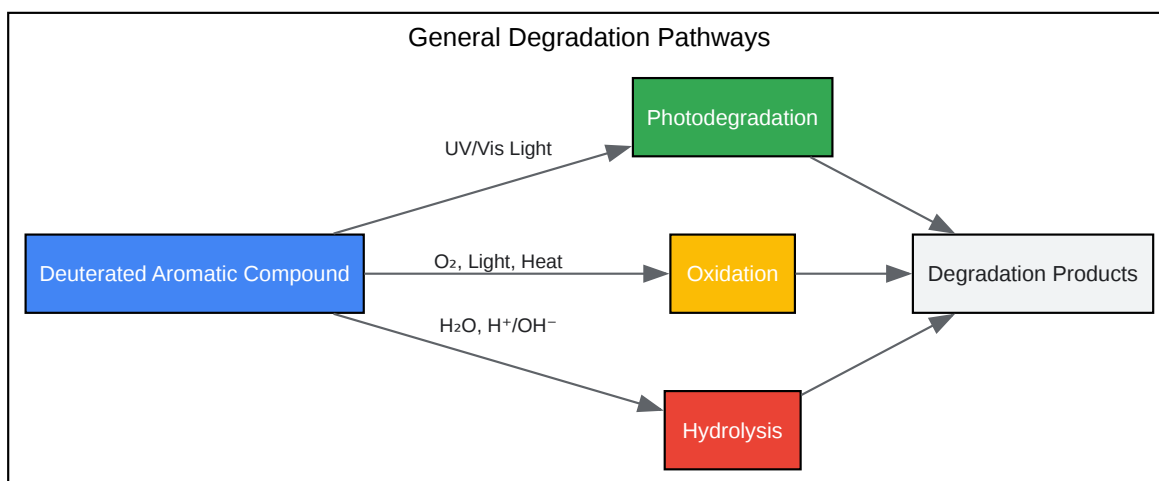 General Degradation Pathways
Photodegradation
UV/Vis Light
Deuterated Aromatic Compound
O₂, Light, Heat
Oxidation
Degradation Products
H₂O, H⁺/OH⁻
Hydrolysis